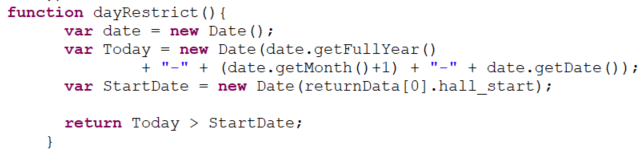 function dayRestrict(){
var date = new Date();
var Today = new Date(date.getFullYear()
+ "-" + (date.getMonth()+1) + "-" + date.getDate());
var StartDate = new Date(returnData[0].hall_start);
return Today > StartDate;
}